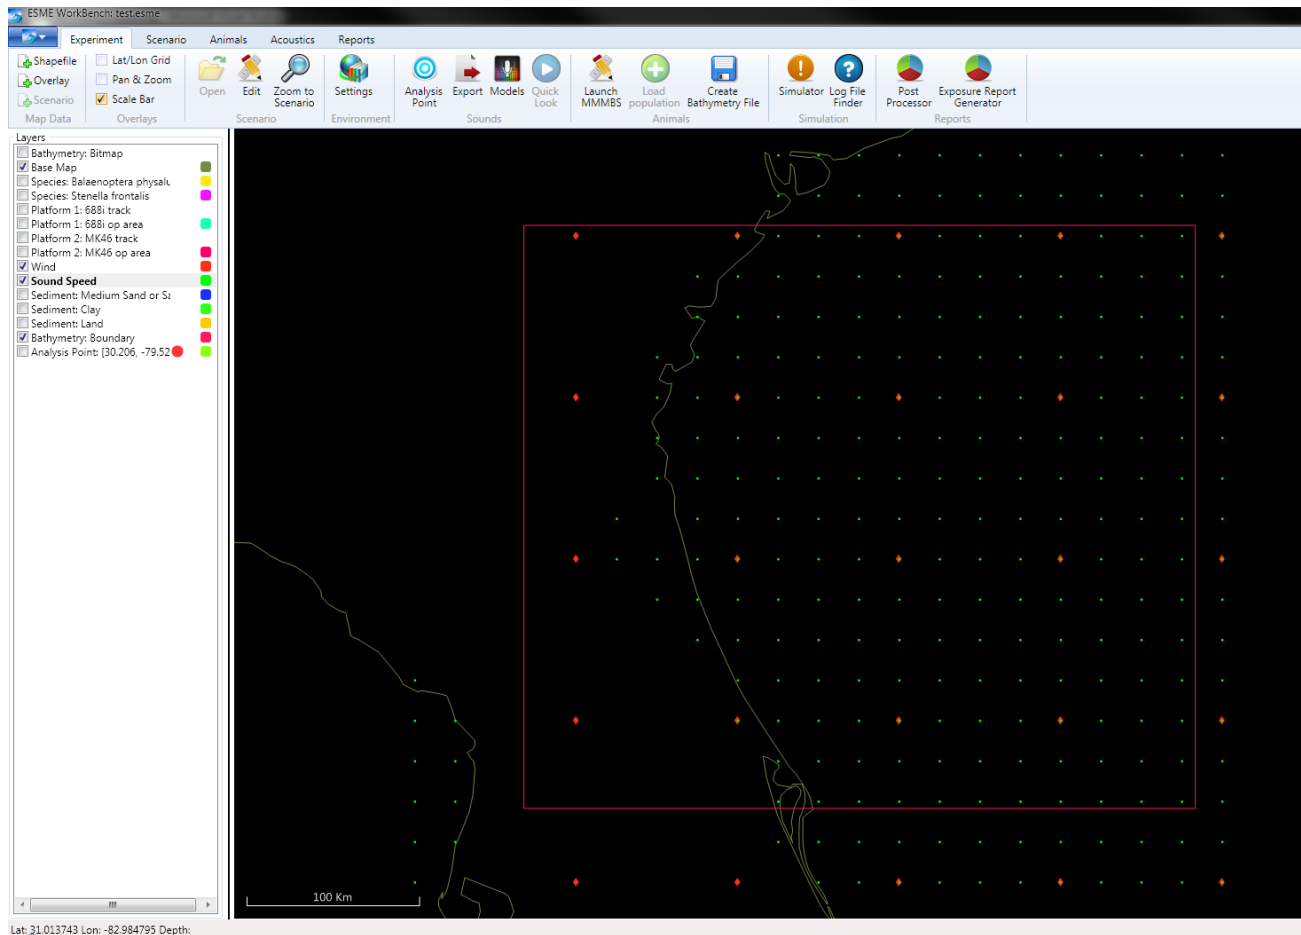 ESME WorkBench: test.esme
Experiment Scenario Animals Acoustics Reports
Shapefile
Overlay
Scenario
Map Data
Lat/Lon Grid
Pan & Zoom
Scale Bar
Overlays
Open
Edit
Zoom to
Scenario
Scenario
Settings
Environment
Analysis
Point
Export
Models
Quick
Look
Sounds
Launch
MMMBS
Load
population
Create
Bathymetry File
Animals
Simulator
Log File
Finder
Simulation
Post
Processor
Exposure Report
Generator
Reports
Layers
Bathymetry: Bitmap
Base Map
Species: Balaenoptera physalu
Species: Stenella frontalis
Platform 1: 688i track
Platform 1: 688i op area
Platform 2: MK46 track
Platform 2: MK46 op area
Wind
Sound Speed
Sediment: Medium Sand or Sa
Sediment: Clay
Sediment: Land
Bathymetry: Boundary
Analysis Point: [30.206, -79.52
100 Km
Lat: 31.013743 Lon: -82.984795 Depth: